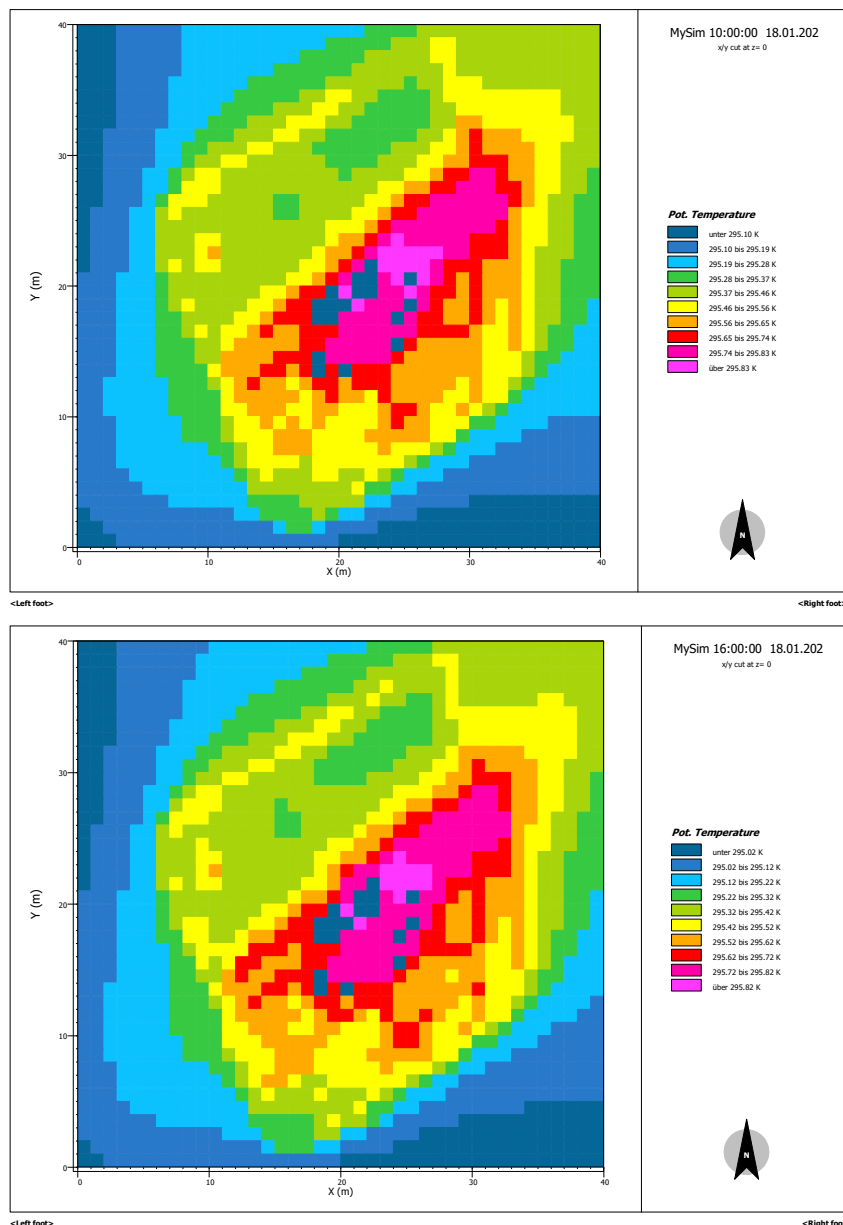 MySim 10:00:00 18.01.202
x/y cut at z= 0
40
30
20
10
0
Y (m)
0 10 20 30 40
X (m)
Pot. Temperature
unter 295.10 K
295.10 bis 295.19 K
295.19 bis 295.28 K
295.28 bis 295.37 K
295.37 bis 295.46 K
295.46 bis 295.56 K
295.56 bis 295.65 K
295.65 bis 295.74 K
295.74 bis 295.83 K
über 295.83 K
N
<Left foot> <Right foot>
MySim 16:00:00 18.01.202
x/y cut at z= 0
40
30
20
10
0
Y (m)
0 10 20 30 40
X (m)
Pot. Temperature
unter 295.02 K
295.02 bis 295.12 K
295.12 bis 295.22 K
295.22 bis 295.32 K
295.32 bis 295.42 K
295.42 bis 295.52 K
295.52 bis 295.62 K
295.62 bis 295.72 K
295.72 bis 295.82 K
über 295.82 K
N
<Left foot> <Right foot>